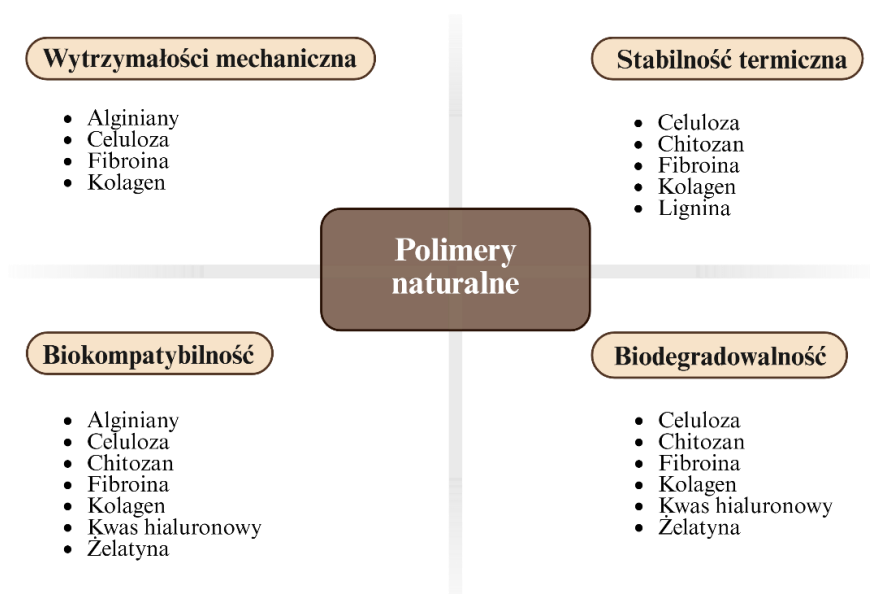 Wytrzymałości mechaniczna
• Alginiany
• Celuloza
• Fibroina
• Kolagen
Stabilność termiczna
• Celuloza
• Chitozan
• Fibroina
• Kolagen
• Lignina
Polimery
naturalne
Biokompatybilność
• Alginiany
• Celuloza
• Chitozan
• Fibroina
• Kolagen
• Kwas hialuronowy
• Żelatyna
Biodegradowalność
• Celuloza
• Chitozan
• Fibroina
• Kolagen
• Kwas hialuronowy
• Żelatyna